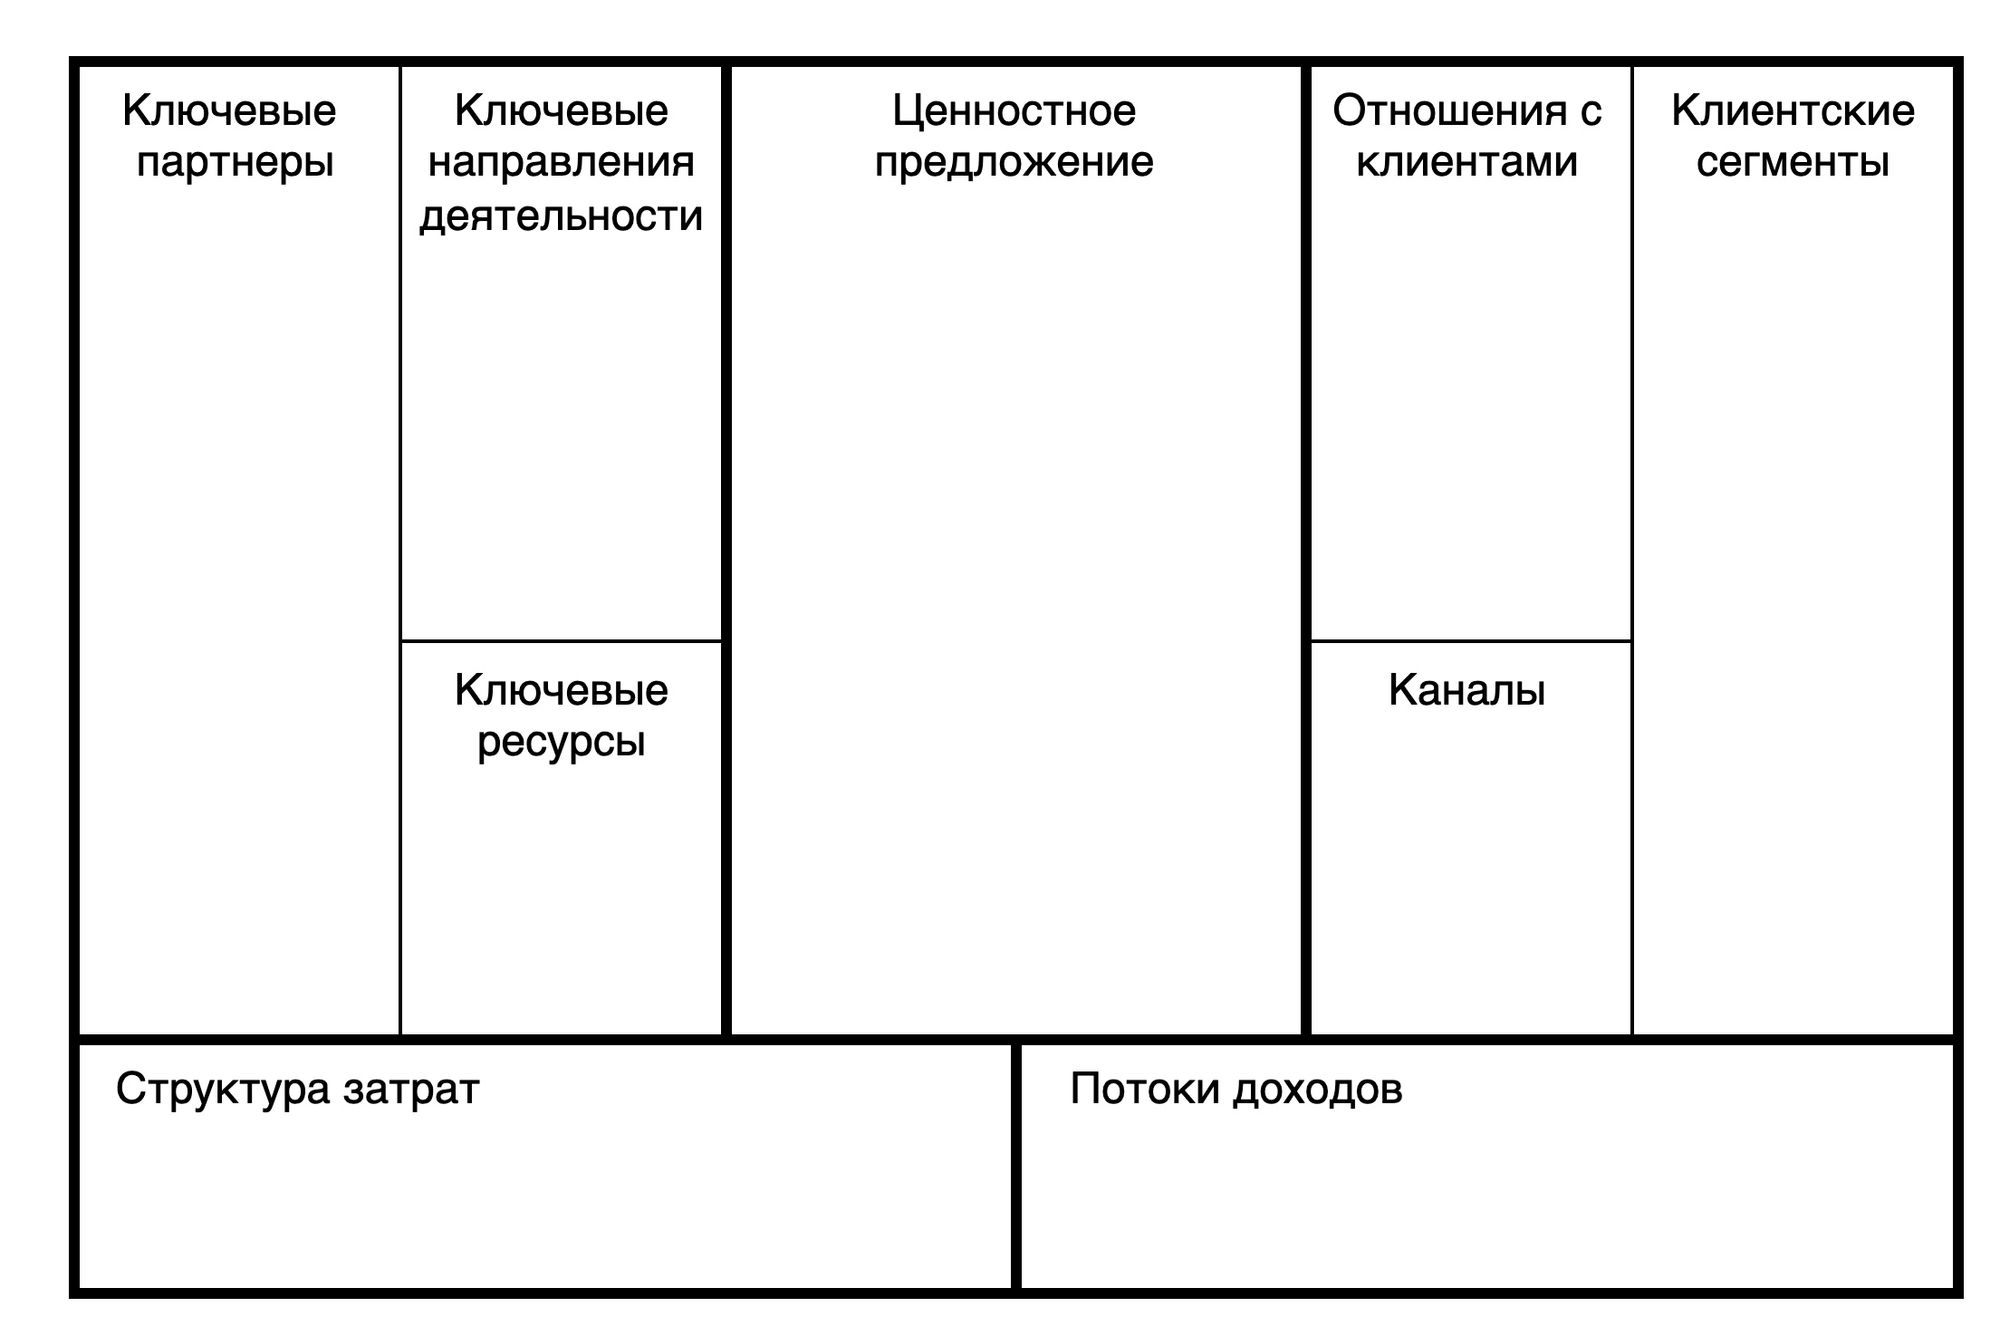 Ключевые
партнеры
Ключевые
направления
деятельности
Ключевые
ресурсы
Ценностное
предложение
Отношения с
клиентами
Каналы
Клиентские
сегменты
Структура затрат
Потоки доходов